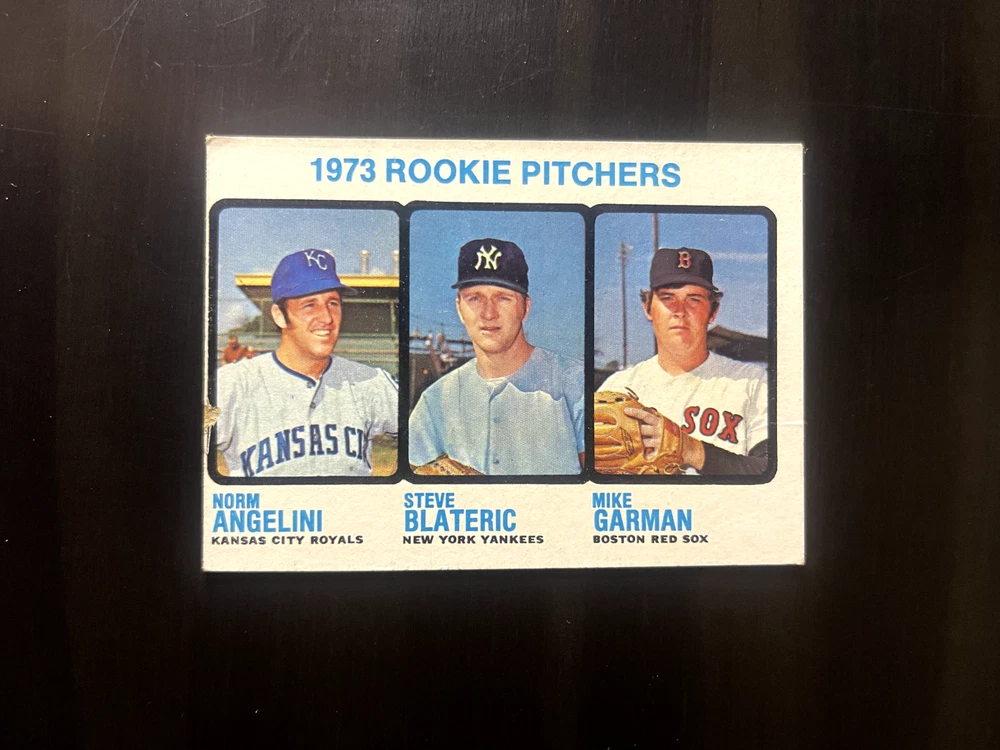 1973 ROOKIE PITCHERS
KC
NY
B
KANSAS CI
SOX
NORM
ANGELINI
KANSAS CITY ROYALS
STEVE
BLATERIC
NEW YORK YANKEES
MIKE
GARMAN
BOSTON RED SOX